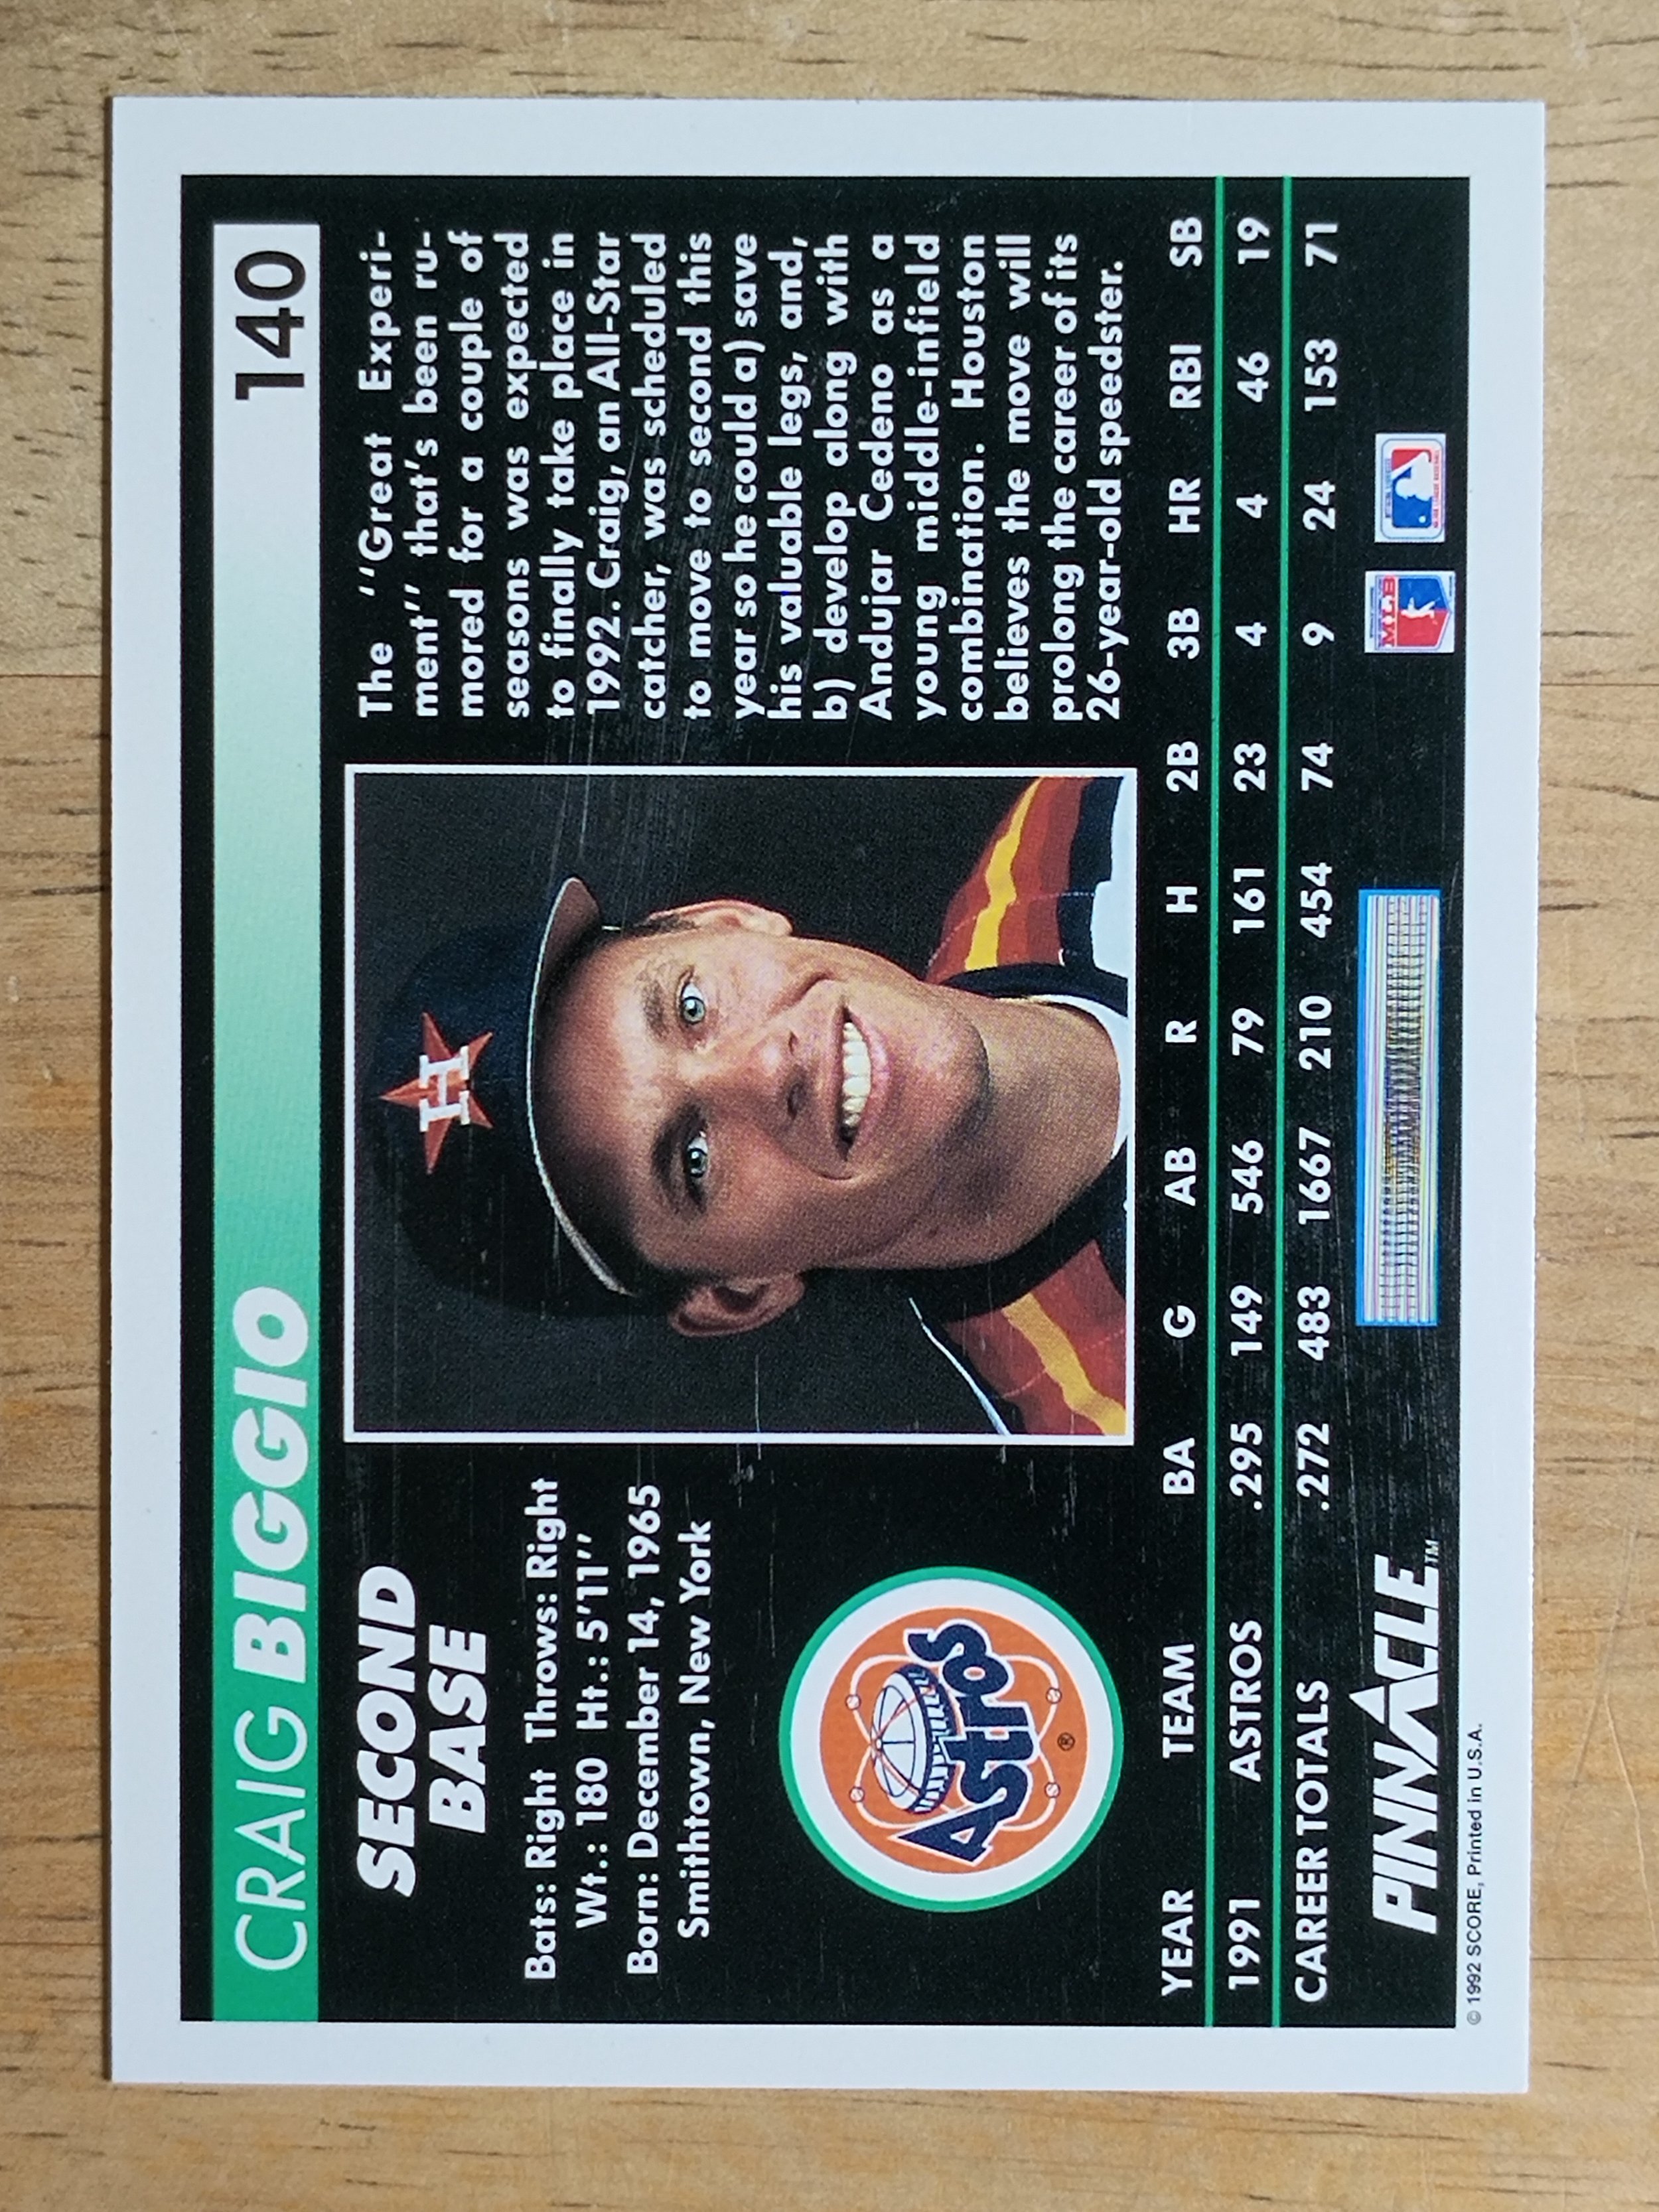 CRAIG BIGGIO 140
SECOND
BASE
Bats: Right Throws: Right
Wt.: 180 Ht.: 5'11''
Born: December 14, 1965
Smithtown, New York
Astros
®
H
The ''Great Experi-
ment'' that's been ru-
mored for a couple of
seasons was expected
to finally take place in
1992. Craig, an All-Star
catcher, was scheduled
to move to second this
year so he could a) save
his valuable legs, and,
b) develop along with
Andujar Cedeno as a
young middle-infield
combination. Houston
believes the move will
prolong the career of its
26-year-old speedster.
YEAR TEAM BA G AB R H 2B 3B HR RBI SB
1991 ASTROS .295 149 546 79 161 23 4 4 46 19
CAREER TOTALS .272 483 1667 210 454 74 9 24 153 71
PINNACLE™
MLB
© 1992 SCORE, Printed in U.S.A.